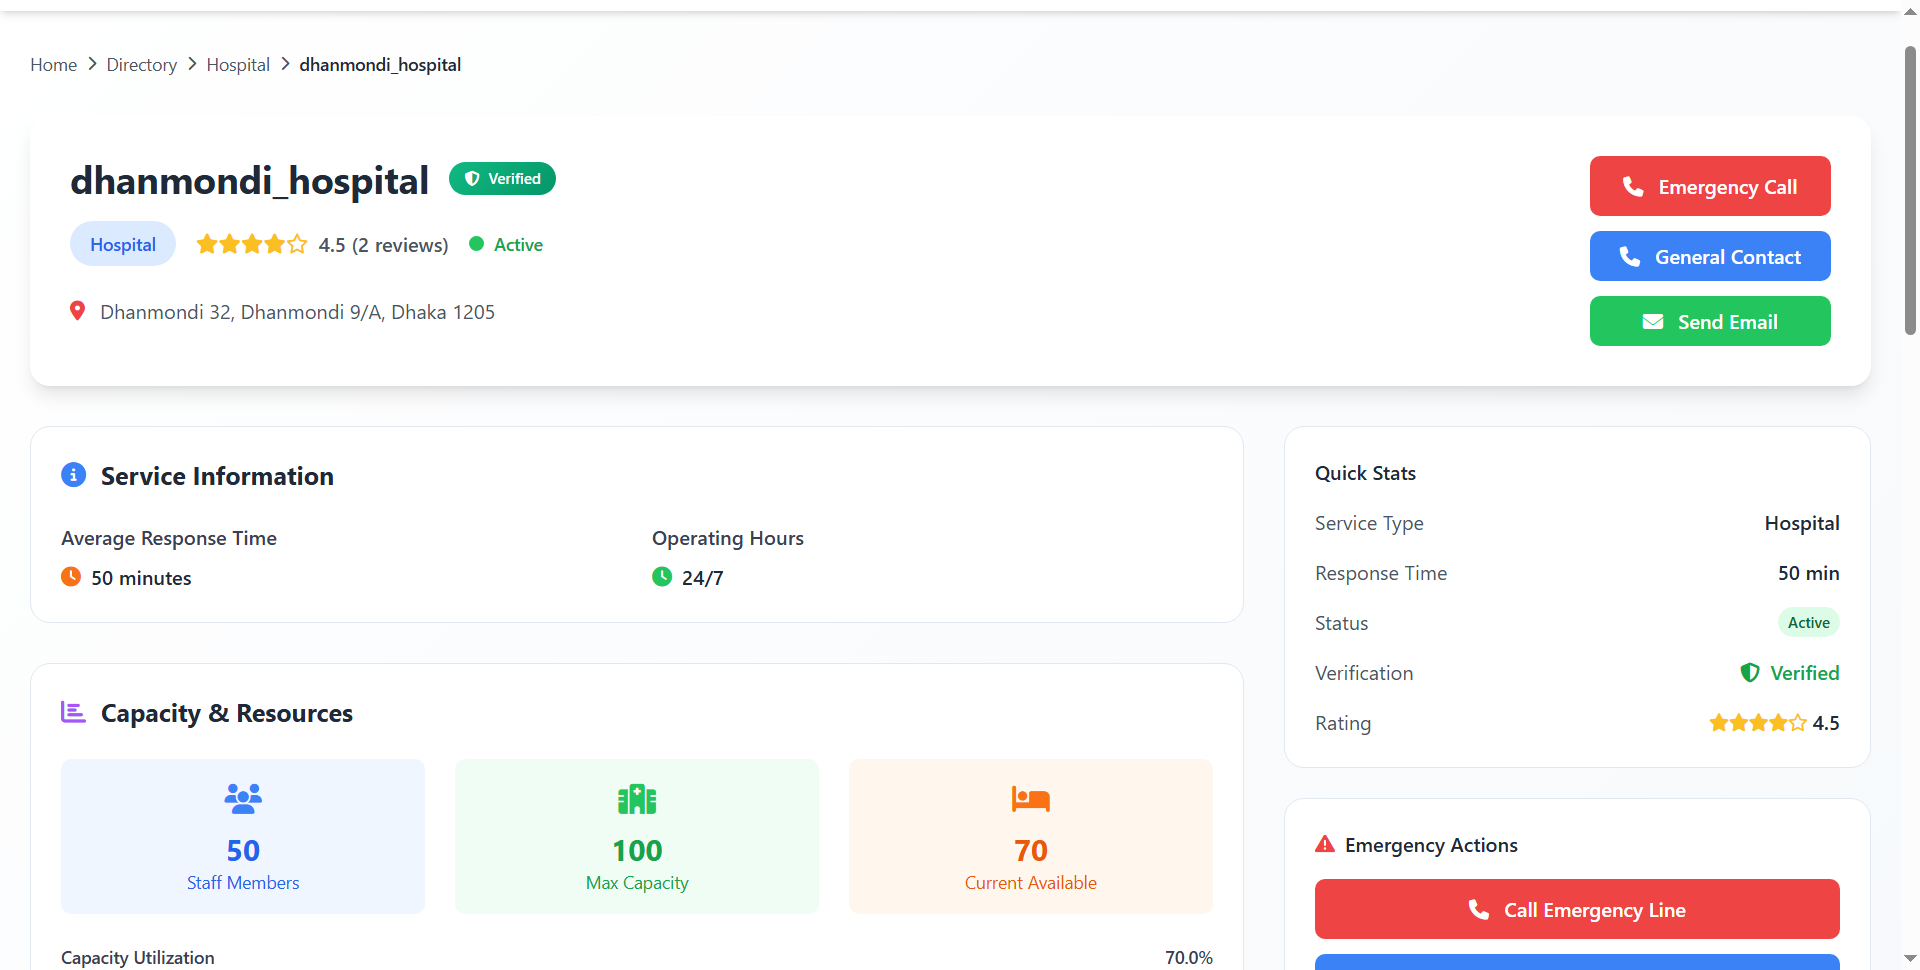 Home > Directory > Hospital > dhanmondi_hospital
dhanmondi_hospital
Verified
Hospital
4.5 (2 reviews)
Active
Dhanmondi 32, Dhanmondi 9/A, Dhaka 1205
Emergency Call
General Contact
Send Email
Service Information
Average Response Time
50 minutes
Operating Hours
24/7
Capacity & Resources
50
Staff Members
100
Max Capacity
70
Current Available
Capacity Utilization 70.0%
Quick Stats
Service Type Hospital
Response Time 50 min
Status Active
Verification Verified
Rating 4.5
Emergency Actions
Call Emergency Line